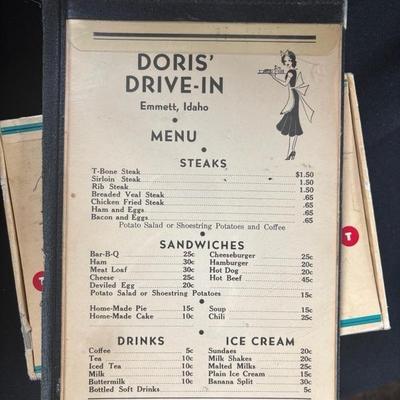 DORIS'
DRIVE-IN
Emmett, Idaho
MENU
STEAKS
T-Bone Steak $1.50
Sirloin Steak 1.50
Rib Steak 1.50
Breaded Veal Steak .65
Chicken Fried Steak .65
Ham and Eggs .65
Bacon and Eggs .65
Potato Salad or Shoestring Potatoes and Coffee
SANDWICHES
Bar-B-Q 25c
Ham 30c
Meat Loaf 30c
Cheese 25c
Deviled Egg 20c
Cheeseburger 25c
Hamburger 20c
Hot Dog 20c
Hot Beef 45c
Potato Salad or Shoestring Potatoes 15c
Home-Made Pie 15c
Home-Made Cake 10c
Soup 15c
Chili 25c
DRINKS
Coffee 5c
Tea 10c
Iced Tea 10c
Milk 10c
Buttermilk 10c
Bottled Soft Drinks 5c
ICE CREAM
Sundaes 20c
Milk Shakes 20c
Malted Milks 25c
Plain Ice Cream 15c
Banana Split 30c
T